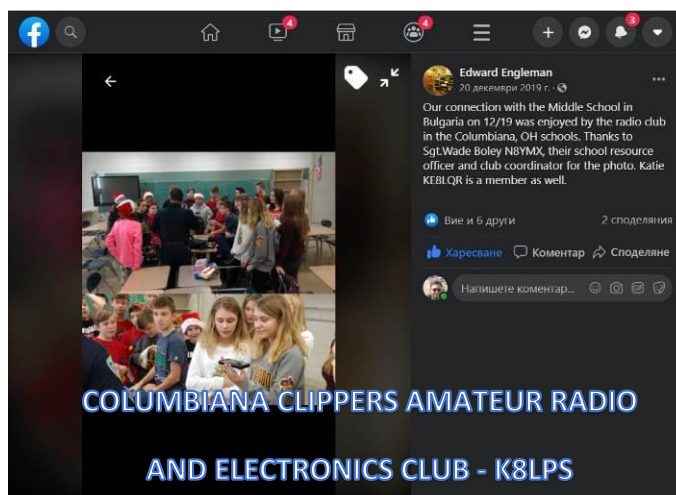 4
4
3
Edward Engleman
20 декември 2019 г.
Our connection with the Middle School in
Bulgaria on 12/19 was enjoyed by the radio club
in the Columbiana, OH schools. Thanks to
Sgt.Wade Boley N8YMX, their school resource
officer and club coordinator for the photo. Katie
KE8LQR is a member as well.
Вие и 6 други
2 споделяния
Харесване Коментар Споделяне
Напишете коментар...
GIF
COLUMBIANA CLIPPERS AMATEUR RADIO
AND ELECTRONICS CLUB - K8LPS